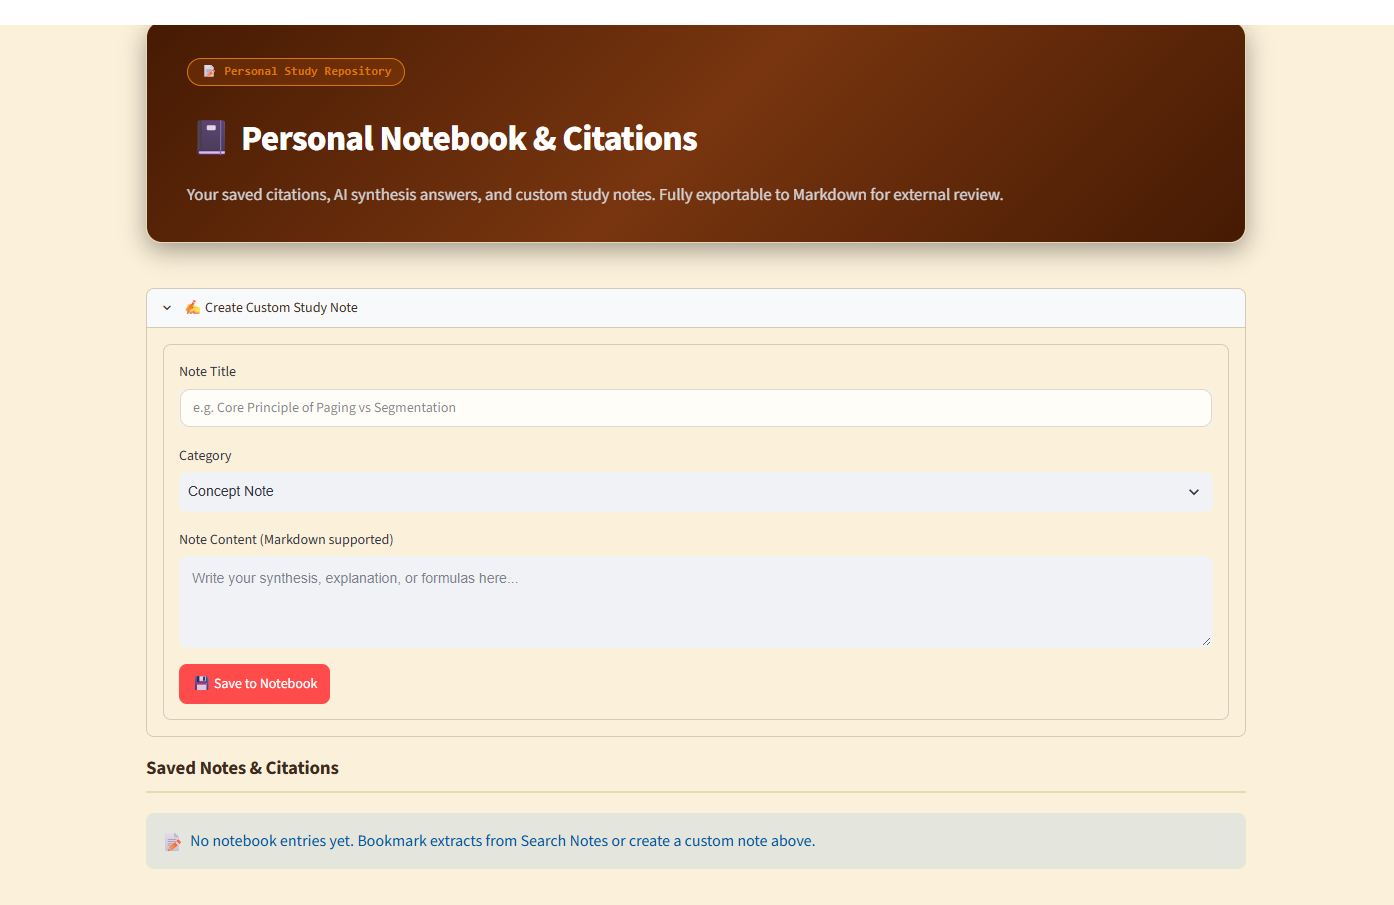 📝 Personal Study Repository
📓 Personal Notebook & Citations
Your saved citations, AI synthesis answers, and custom study notes. Fully exportable to Markdown for external review.
✍️ Create Custom Study Note
Note Title
e.g. Core Principle of Paging vs Segmentation
Category
Concept Note
Note Content (Markdown supported)
Write your synthesis, explanation, or formulas here...
💾 Save to Notebook
Saved Notes & Citations
📝 No notebook entries yet. Bookmark extracts from Search Notes or create a custom note above.